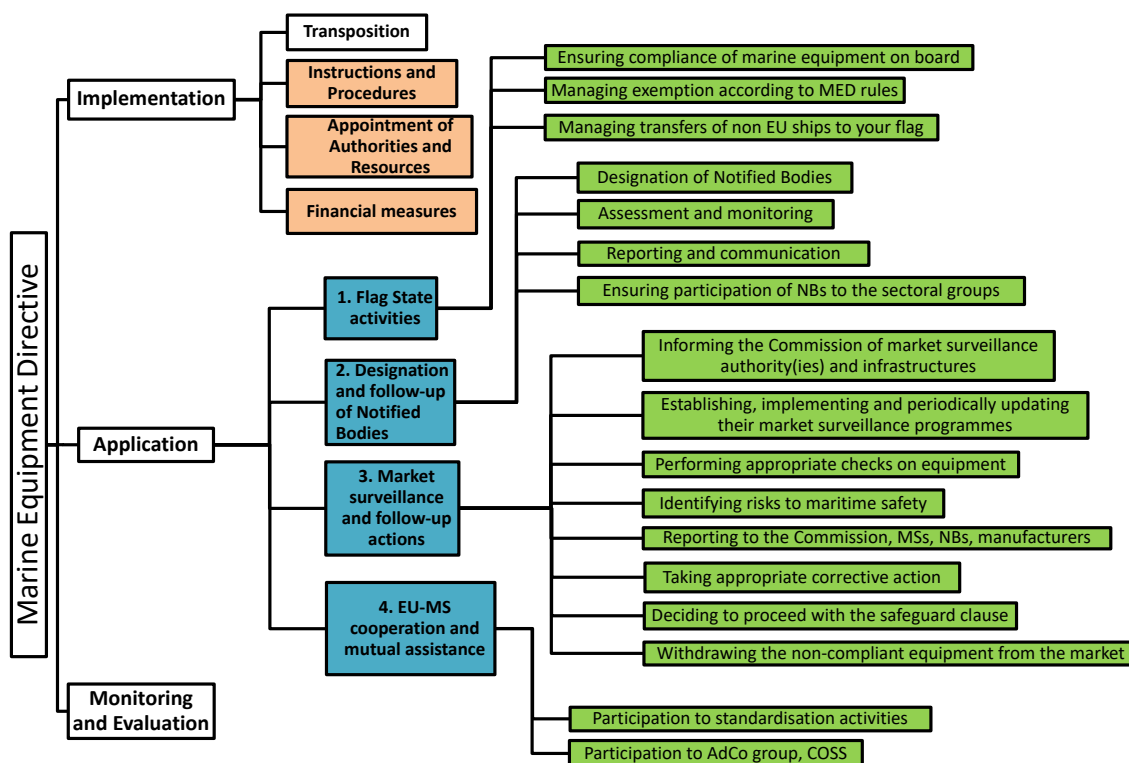 Marine Equipment Directive
Implementation
Transposition
Instructions and
Procedures
Appointment of
Authorities and
Resources
Financial measures
Application
1. Flag State
activities
Ensuring compliance of marine equipment on board
Managing exemption according to MED rules
Managing transfers of non EU ships to your flag
2. Designation
and follow-up
of Notified
Bodies
Designation of Notified Bodies
Assessment and monitoring
Reporting and communication
Ensuring participation of NBs to the sectoral groups
3. Market
surveillance
and follow-up
actions
Informing the Commission of market surveillance
authority(ies) and infrastructures
Establishing, implementing and periodically updating
their market surveillance programmes
Performing appropriate checks on equipment
Identifying risks to maritime safety
Reporting to the Commission, MSs, NBs, manufacturers
Taking appropriate corrective action
Deciding to proceed with the safeguard clause
Withdrawing the non-compliant equipment from the market
4. EU-MS
cooperation and
mutual assistance
Participation to standardisation activities
Participation to AdCo group, COSS
Monitoring
and Evaluation